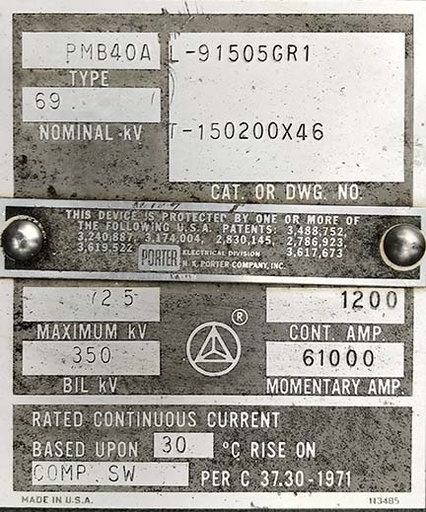 PMB40A L-91505GR1
TYPE
69
NOMINAL-kV T-150200X46
CAT. OR DWG. NO.
THIS DEVICE IS PROTECTED BY ONE OR MORE OF
THE FOLLOWING U.S.A. PATENTS: 3,488,752,
3,240,887, 3,174,004, 2,830,145, 2,786,923,
3,619,522 3,617,673
PORTER ELECTRICAL DIVISION
H. K. PORTER COMPANY, INC.
72.5 1200
MAXIMUM kV ® CONT. AMP.
350 61000
BIL kV MOMENTARY AMP.
RATED CONTINUOUS CURRENT
BASED UPON 30 °C RISE ON
COMP SW PER C 37.30-1971
MADE IN U.S.A. 113485